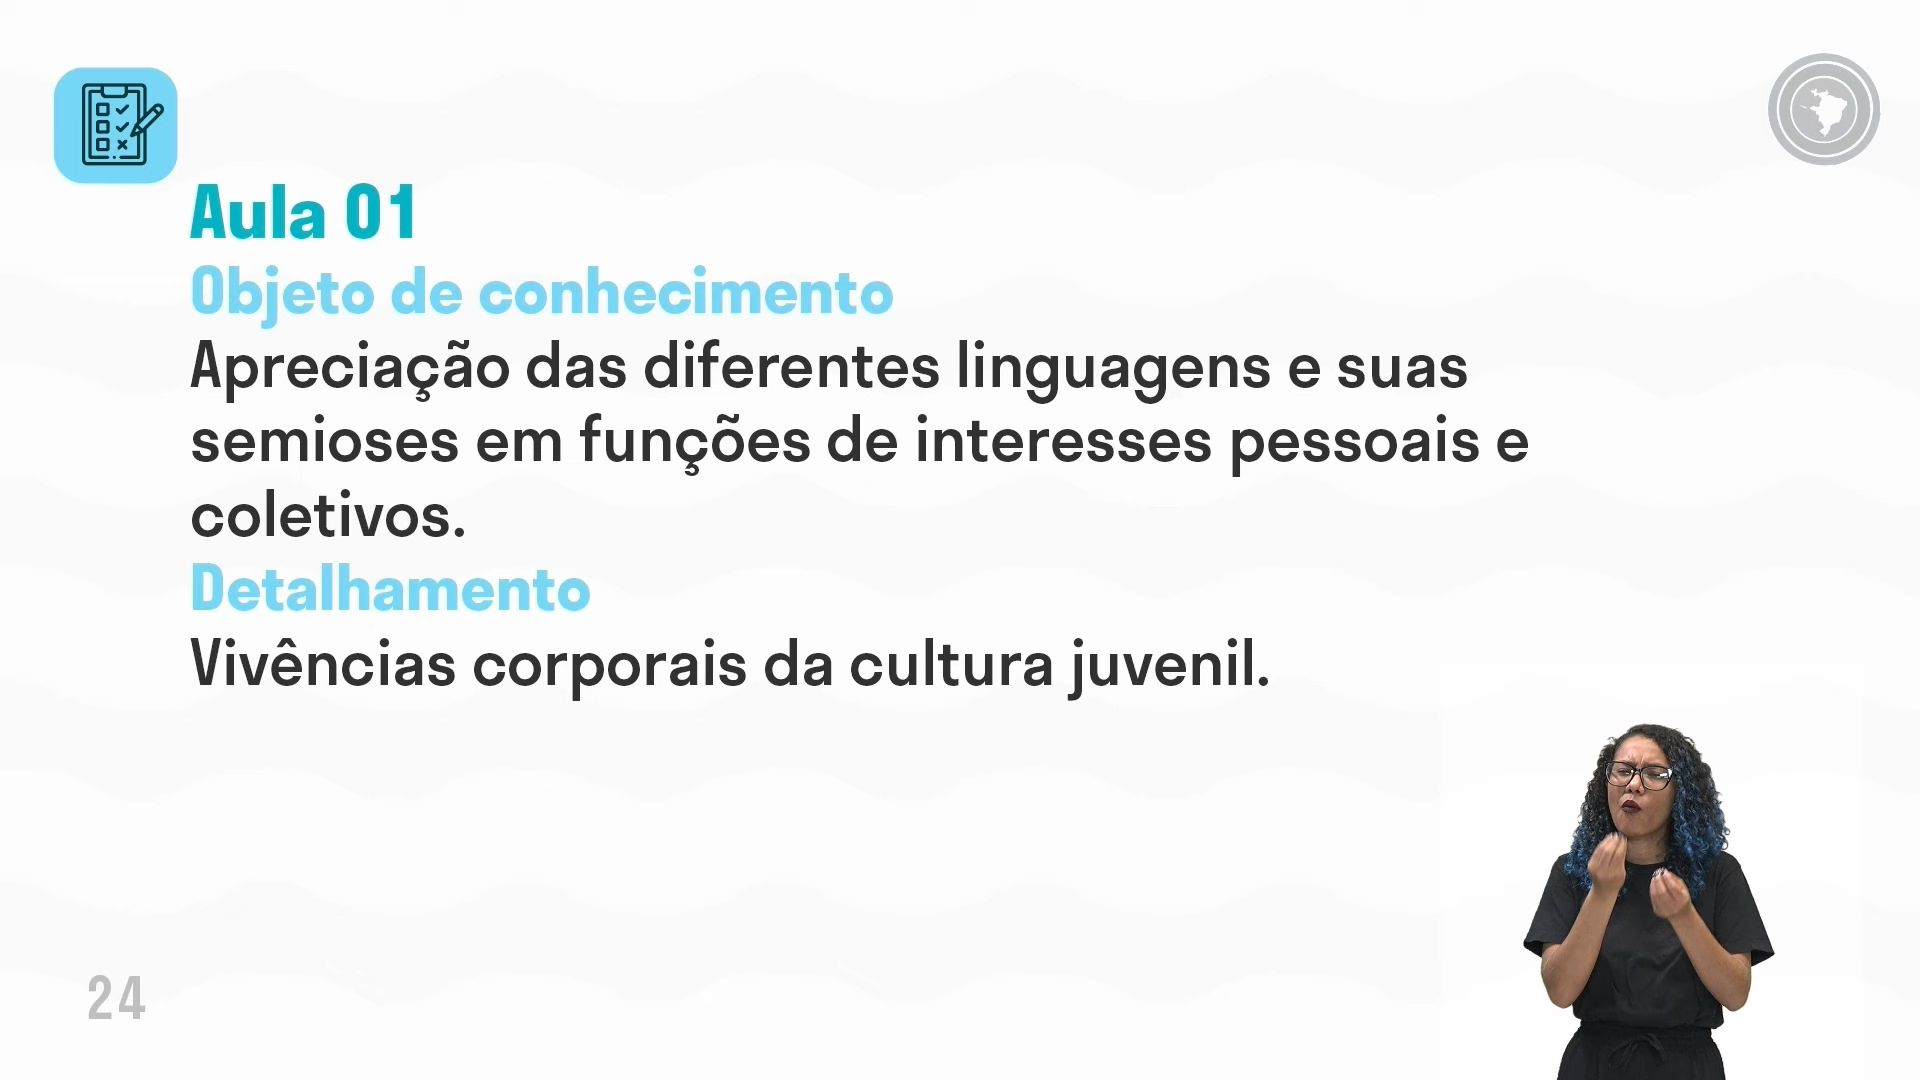 Aula 01
Objeto de conhecimento
Apreciação das diferentes linguagens e suas
semioses em funções de interesses pessoais e
coletivos.
Detalhamento
Vivências corporais da cultura juvenil.
24